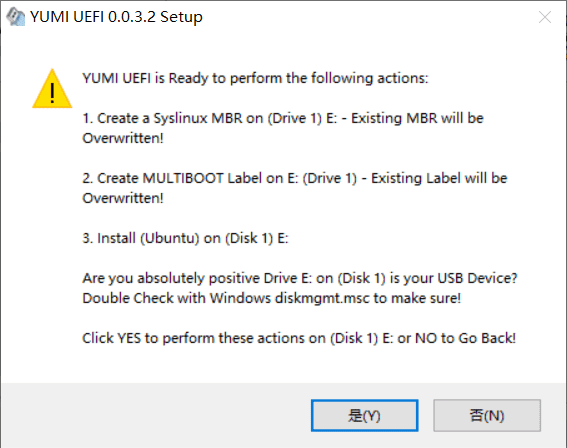 YUMI UEFI 0.0.3.2 Setup
YUMI UEFI is Ready to perform the following actions:
1. Create a Syslinux MBR on (Drive 1) E: - Existing MBR will be
Overwritten!
2. Create MULTIBOOT Label on E: (Drive 1) - Existing Label will be
Overwritten!
3. Install (Ubuntu) on (Disk 1) E:
Are you absolutely positive Drive E: on (Disk 1) is your USB Device?
Double Check with Windows diskmgmt.msc to make sure!
Click YES to perform these actions on (Disk 1) E: or NO to Go Back!
是(Y)
否(N)